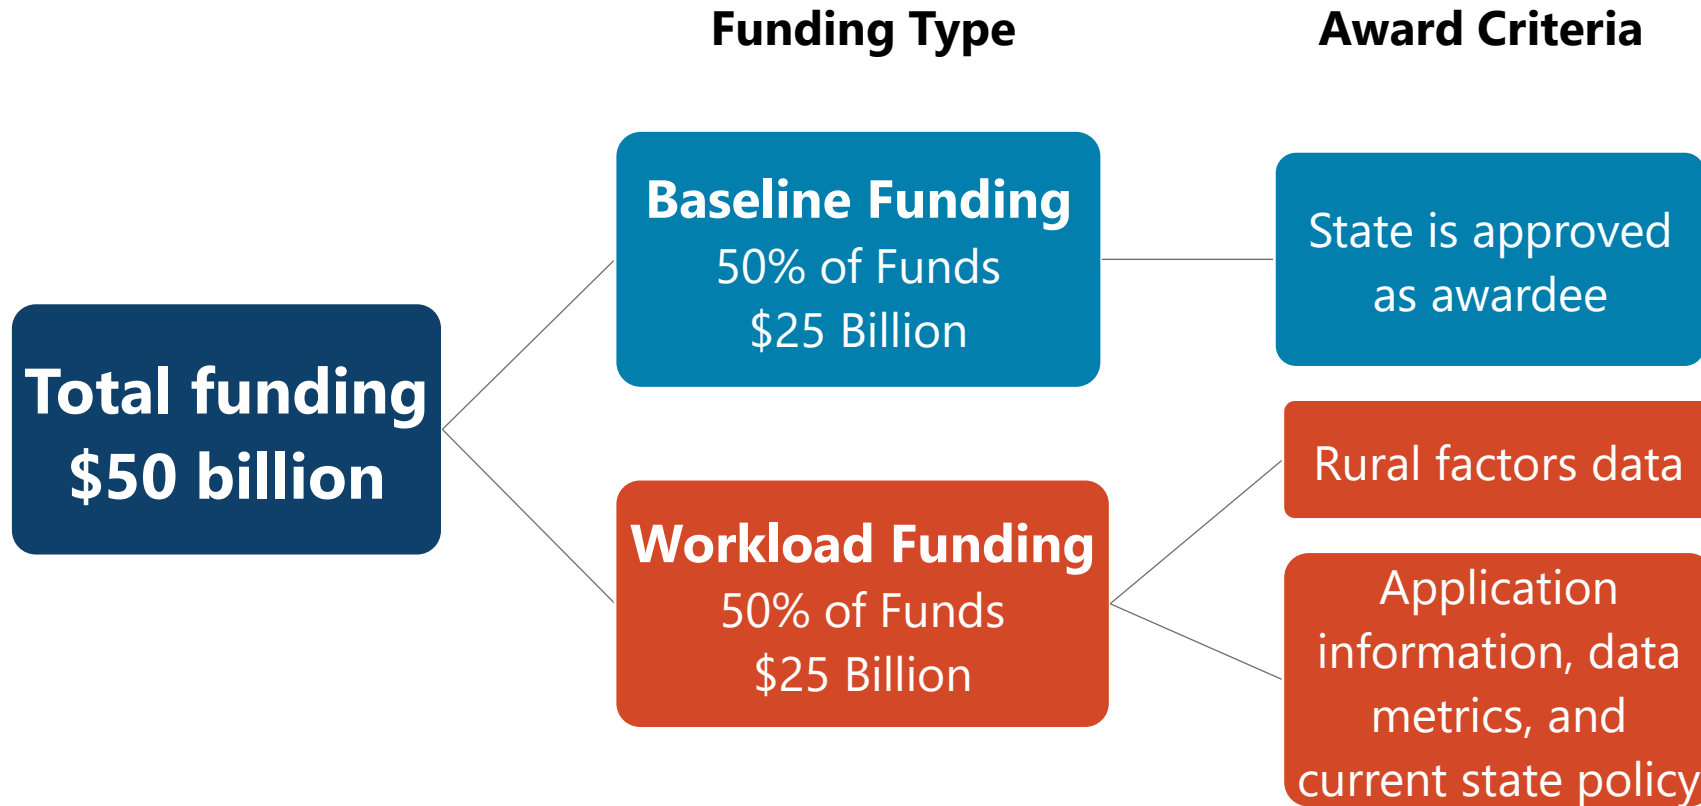 Funding Type
Award Criteria
Total funding
$50 billion
Baseline Funding
50% of Funds
$25 Billion
State is approved
as awardee
Workload Funding
50% of Funds
$25 Billion
Rural factors data
Application
information, data
metrics, and
current state policy